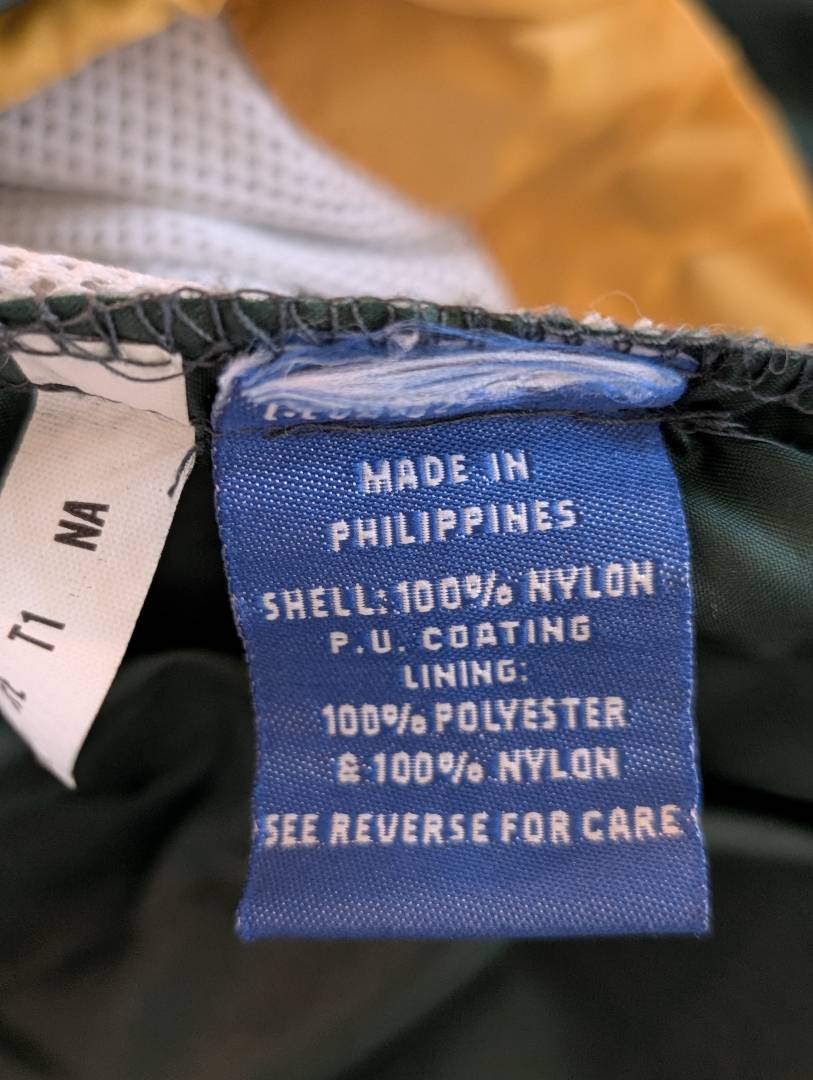 MADE IN
PHILIPPINES
SHELL: 100% NYLON
P.U. COATING
LINING:
100% POLYESTER
& 100% NYLON
SEE REVERSE FOR CARE
NA
T1